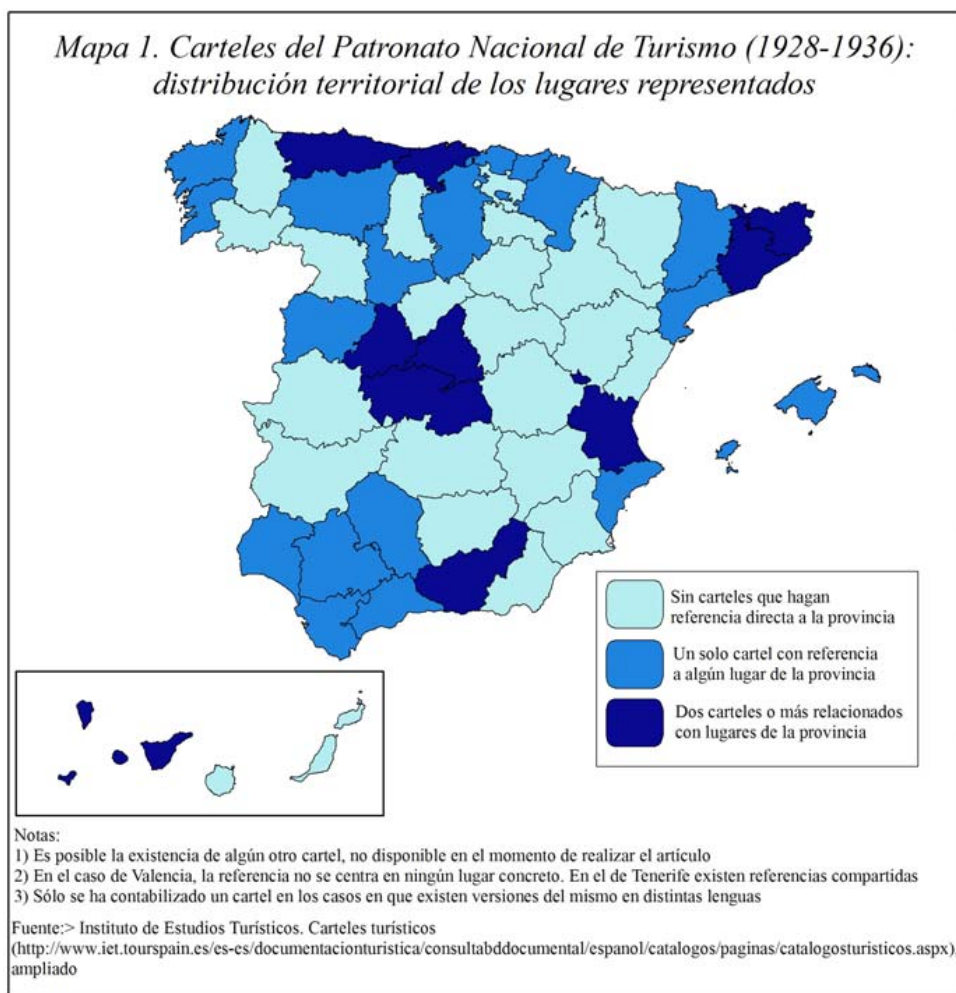 Mapa 1. Carteles del Patronato Nacional de Turismo (1928-1936):
distribución territorial de los lugares representados
Sin carteles que hagan
referencia directa a la provincia
Un solo cartel con referencia
a algún lugar de la provincia
Dos carteles o más relacionados
con lugares de la provincia
Notas:
1) Es posible la existencia de algún otro cartel, no disponible en el momento de realizar el artículo
2) En el caso de Valencia, la referencia no se centra en ningún lugar concreto. En el de Tenerife existen referencias compartidas
3) Sólo se ha contabilizado un cartel en los casos en que existen versiones del mismo en distintas lenguas
Fuente:> Instituto de Estudios Turísticos. Carteles turísticos
(http://www.iet.tourspain.es/es-es/documentacionturistica/consultabddocumental/espanol/catalogos/paginas/catalogosturisticos.aspx),
ampliado